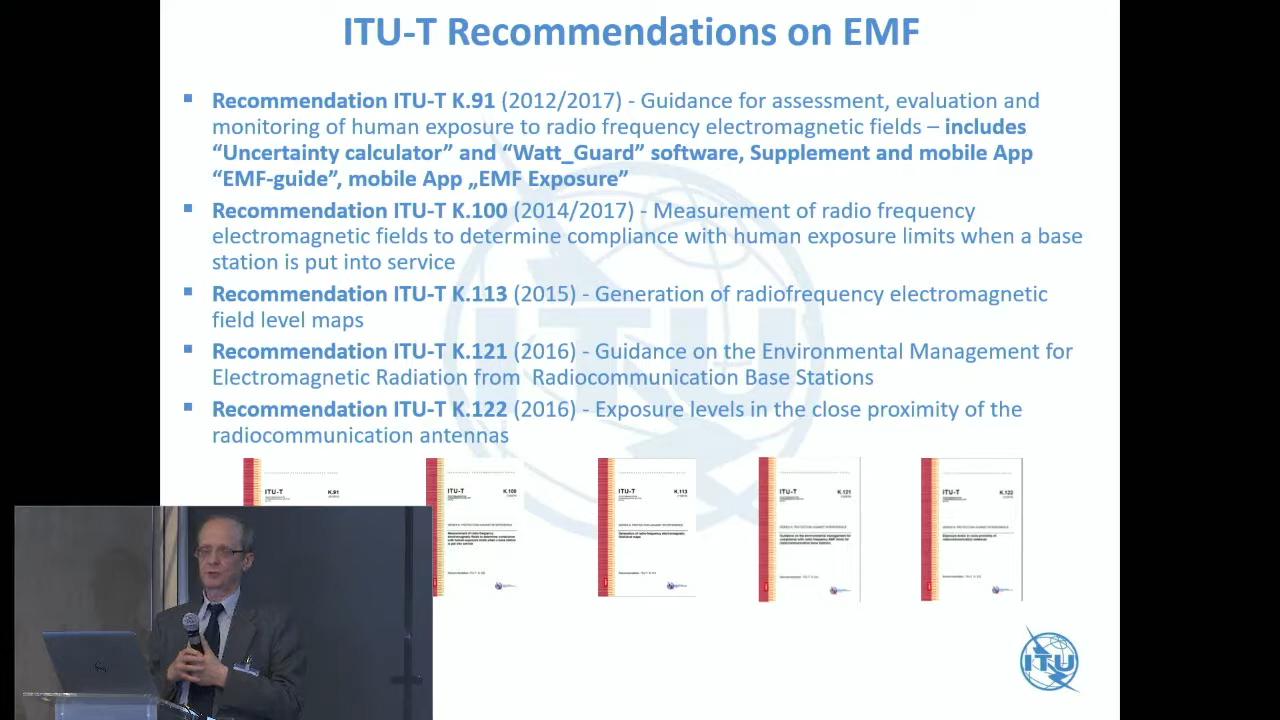 ITU-T Recommendations on EMF
▪ Recommendation ITU-T K.91 (2012/2017) - Guidance for assessment, evaluation and
monitoring of human exposure to radio frequency electromagnetic fields – includes
“Uncertainty calculator” and “Watt_Guard” software, Supplement and mobile App
“EMF-guide”, mobile App „EMF Exposure”
▪ Recommendation ITU-T K.100 (2014/2017) - Measurement of radio frequency
electromagnetic fields to determine compliance with human exposure limits when a base
station is put into service
▪ Recommendation ITU-T K.113 (2015) - Generation of radiofrequency electromagnetic
field level maps
▪ Recommendation ITU-T K.121 (2016) - Guidance on the Environmental Management for
Electromagnetic Radiation from  Radiocommunication Base Stations
▪ Recommendation ITU-T K.122 (2016) - Exposure levels in the close proximity of the
radiocommunication antennas
ITU-T K.91
ITU-T K.100
ITU-T K.113
ITU-T K.121
ITU-T K.122
ITU